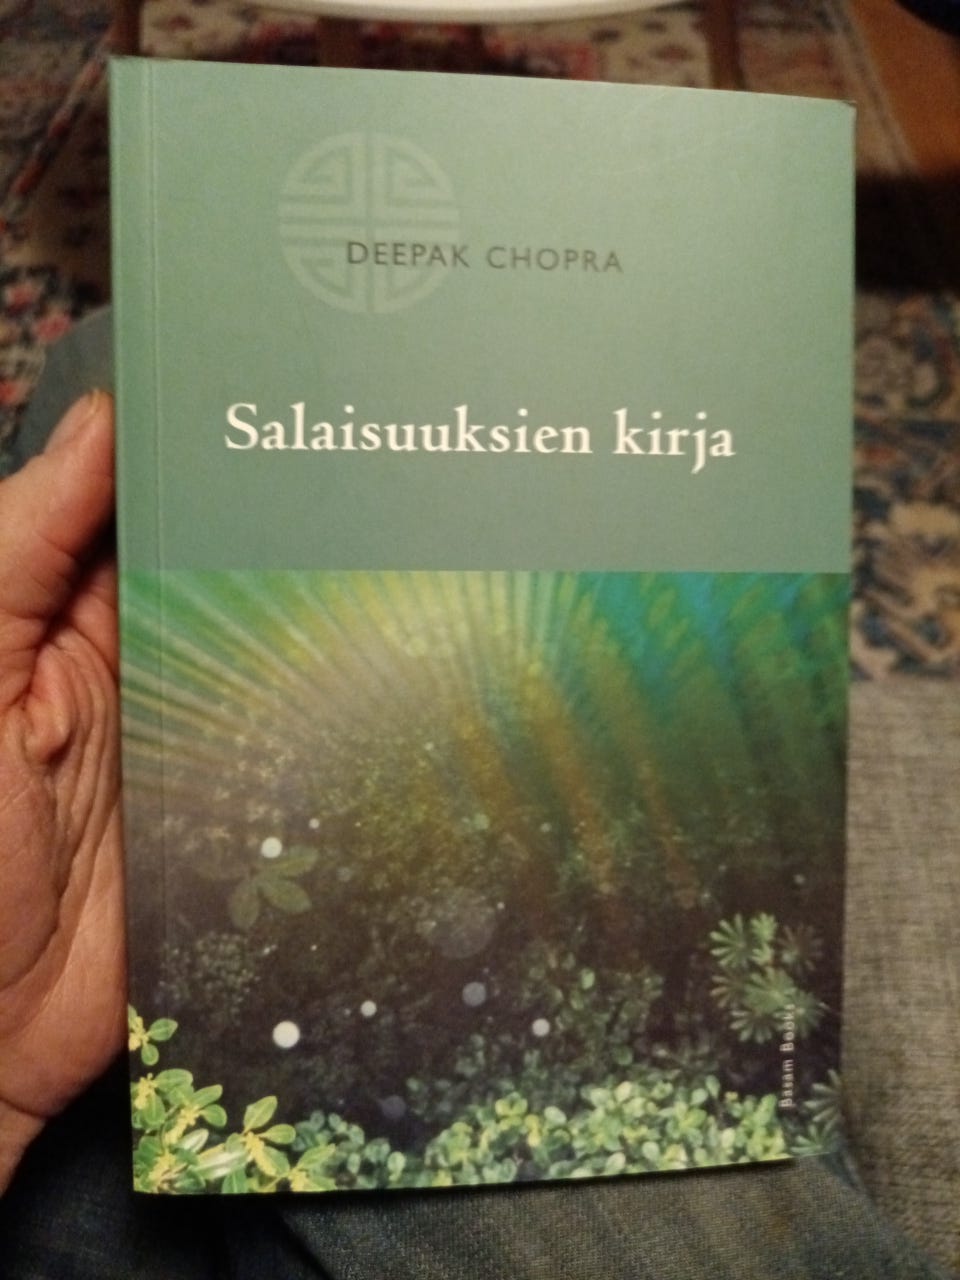 DEEPAK CHOPRA
Salaisuuksien kirja
Basam Books